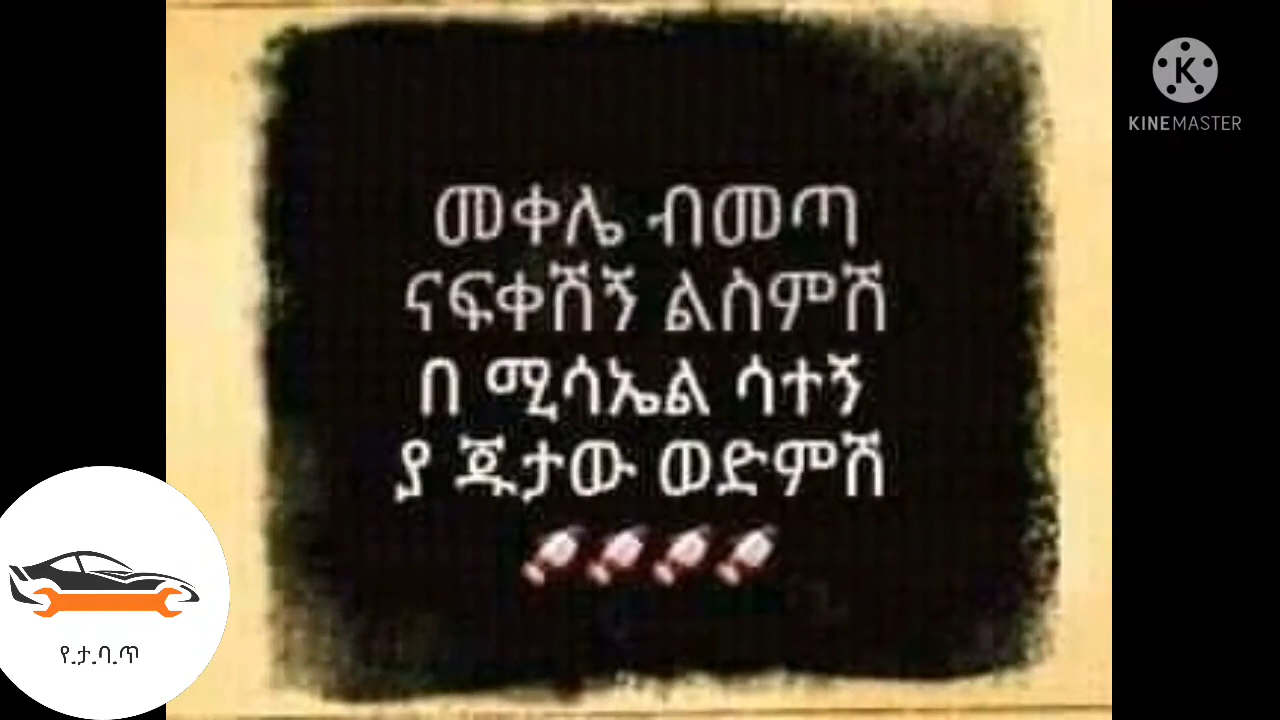 መቀሌ ብመጣ
ናፍቀሽኝ ልስምሽ
በ ሚሳኤል ሳተኝ
ያ ጁታው ወድምሽ
KINEMASTER
የ.ታ.ባ.ጥ